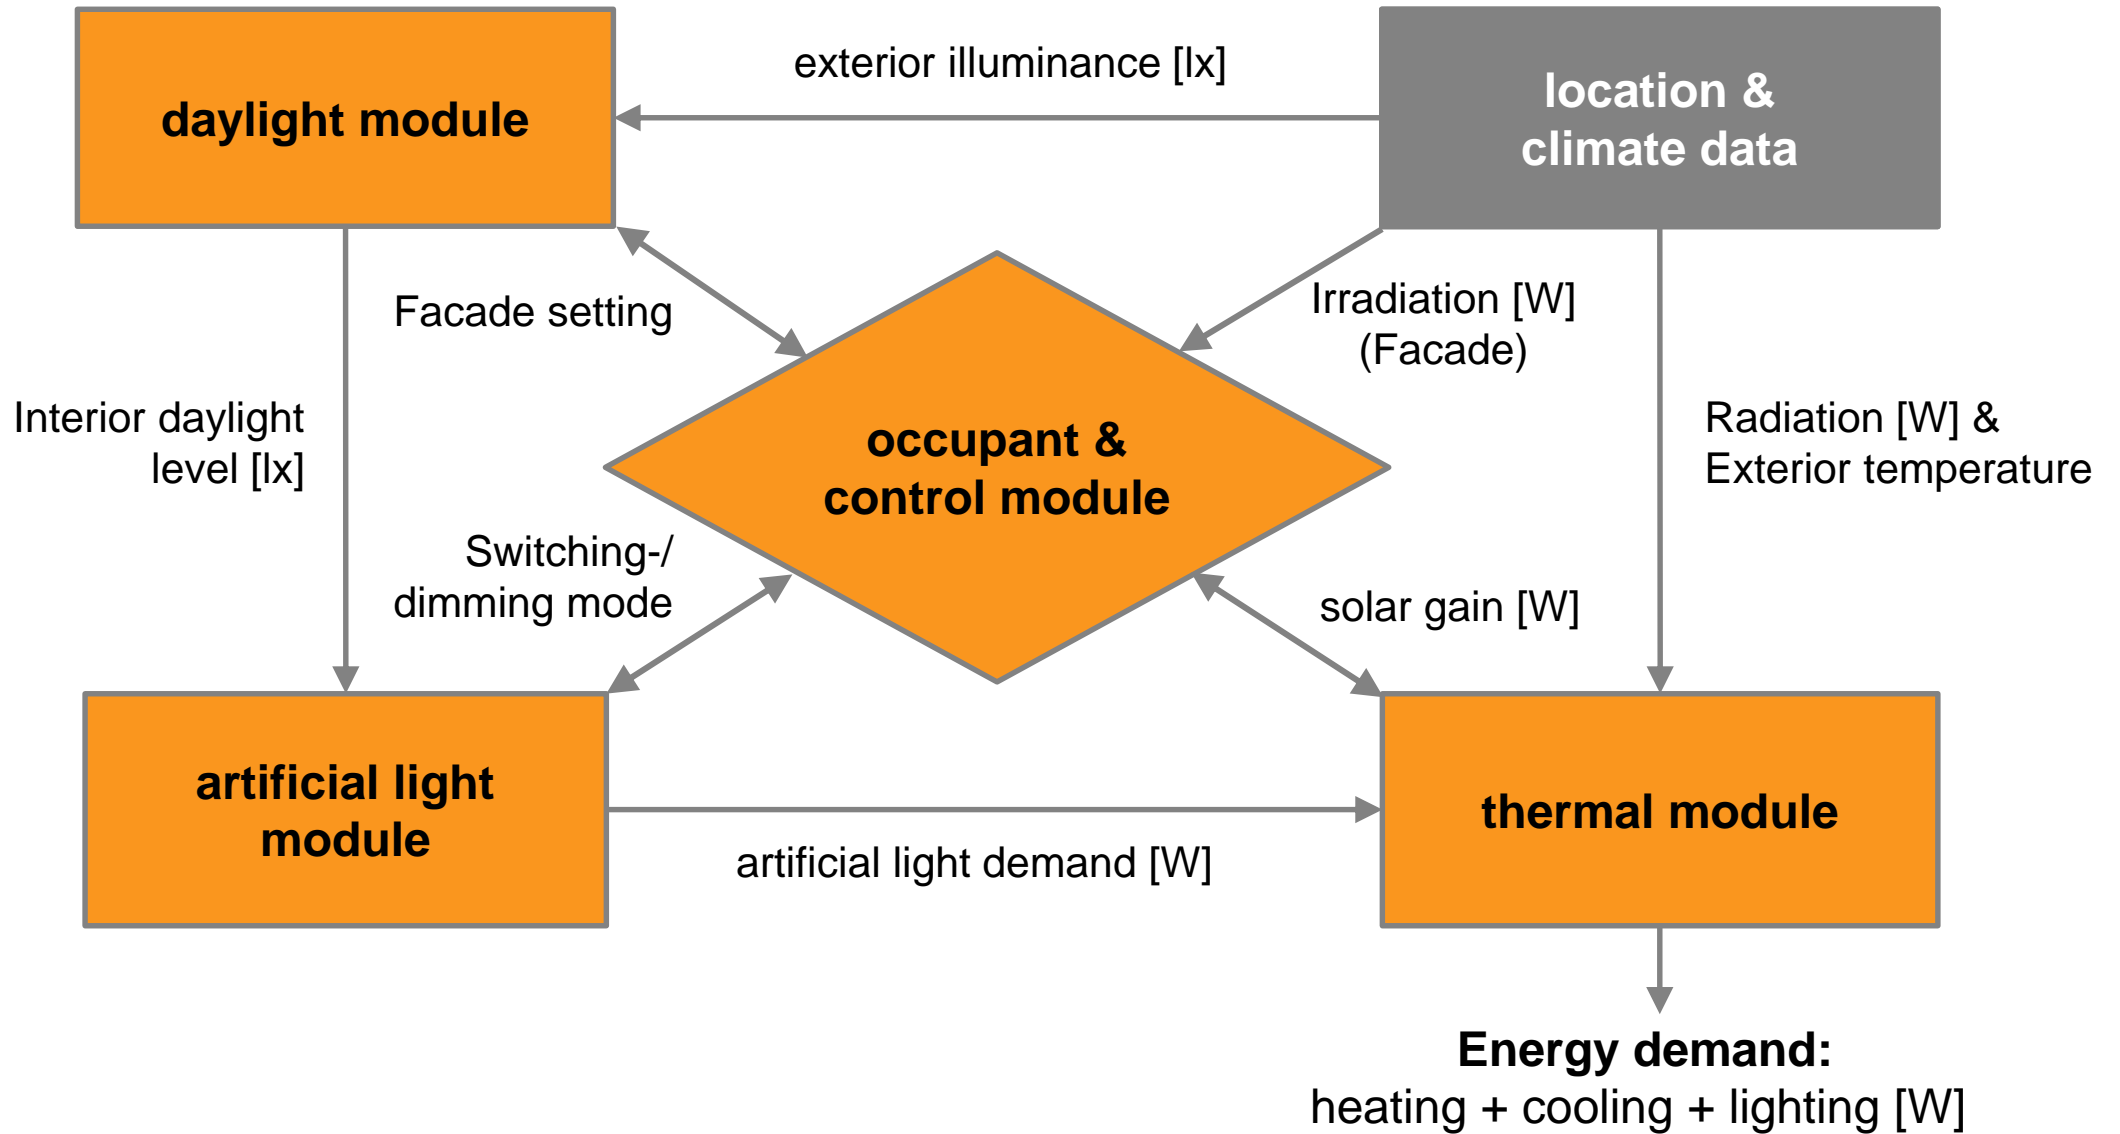 exterior illuminance [lx]
daylight module
location &
climate data
Facade setting
Irradiation [W]
(Facade)
Interior daylight
level [lx]
occupant &
control module
Radiation [W] &
Exterior temperature
Switching-/
dimming mode
solar gain [W]
artificial light
module
artificial light demand [W]
thermal module
Energy demand:
heating + cooling + lighting [W]